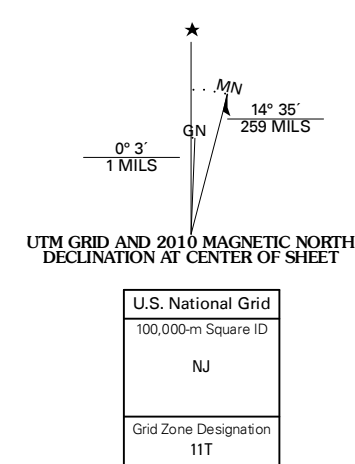 MN
GN
14° 35´
259 MILS
0° 3´
1 MILS
UTM GRID AND 2010 MAGNETIC NORTH
DECLINATION AT CENTER OF SHEET
U.S. National Grid
100,000-m Square ID
NJ
Grid Zone Designation
11T